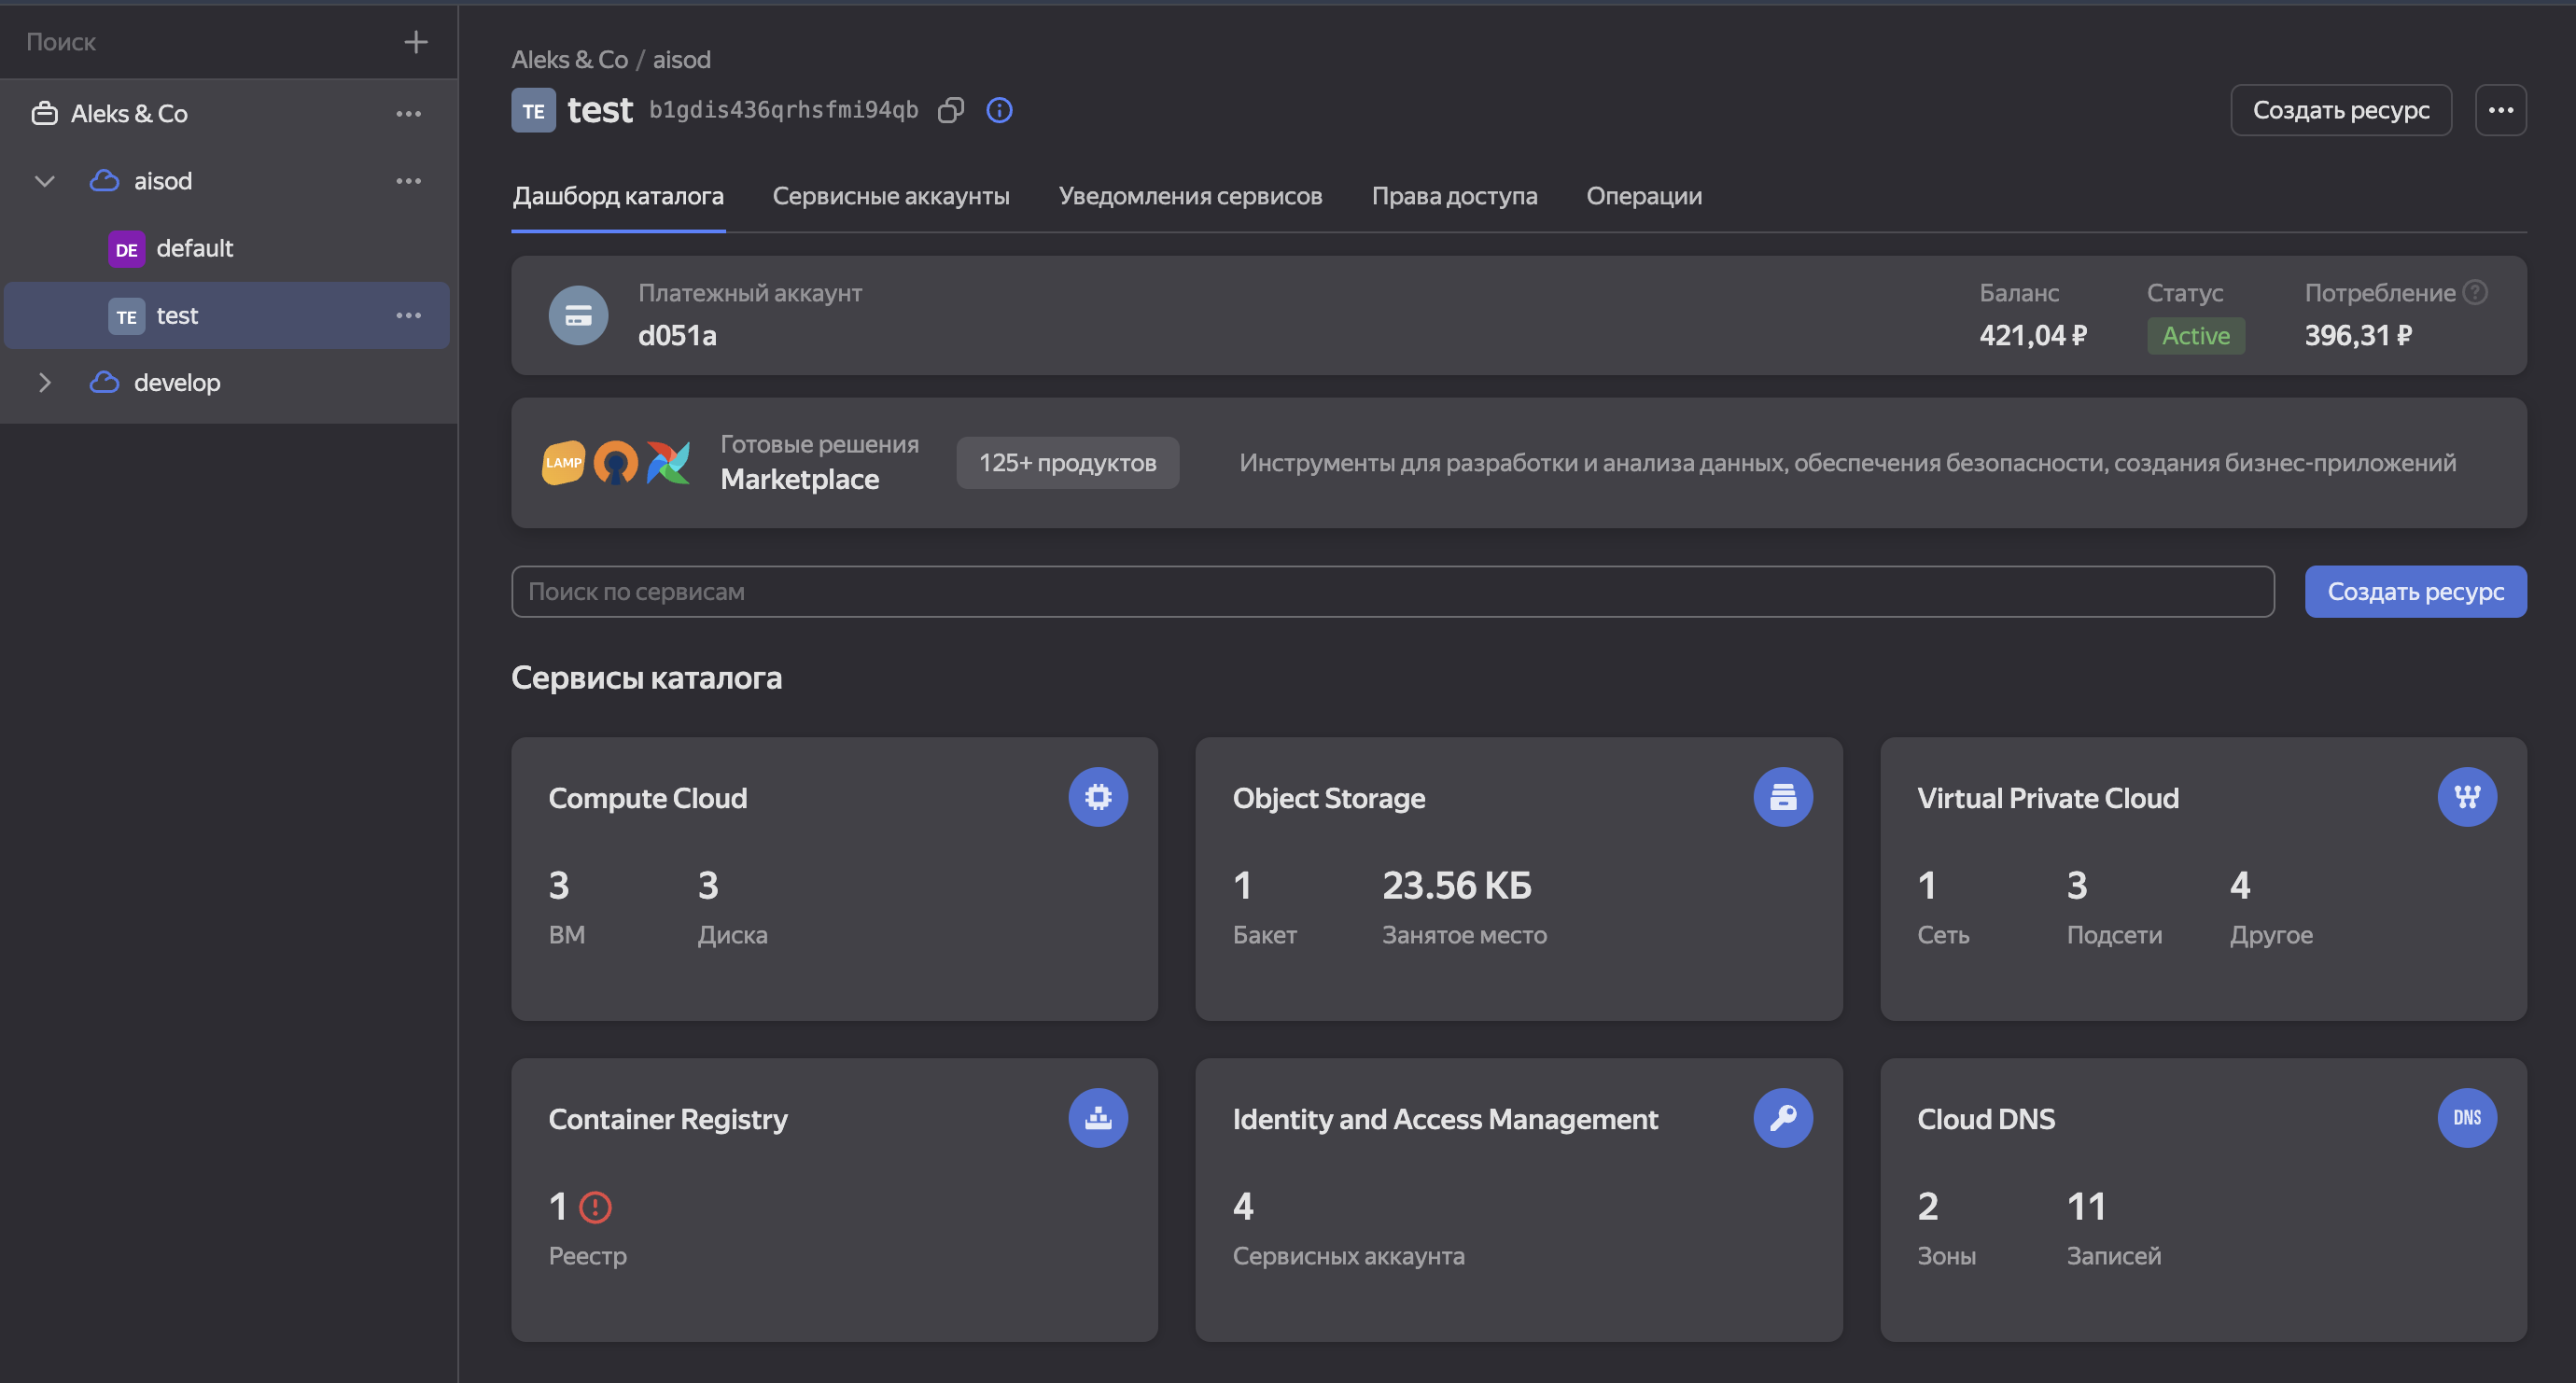 Поиск
Aleks & Co
aisod
DE default
TE test
develop
Aleks & Co / aisod
TE test b1gdis436qrhsfmi94qb
Создать ресурс
Дашборд каталога Сервисные аккаунты Уведомления сервисов Права доступа Операции
Платежный аккаунт
d051a
Баланс Статус Потребление ?
421,04 ₽ Active 396,31 ₽
LAMP
Готовые решения
Marketplace
125+ продуктов
Инструменты для разработки и анализа данных, обеспечения безопасности, создания бизнес-приложений
Поиск по сервисам
Создать ресурс
Сервисы каталога
Compute Cloud
3 3
ВМ Диска
Object Storage
1 23.56 КБ
Бакет Занятое место
Virtual Private Cloud
1 3 4
Сеть Подсети Другое
Container Registry
1
Реестр
Identity and Access Management
4
Сервисных аккаунта
Cloud DNS
DNS
2 11
Зоны Записей